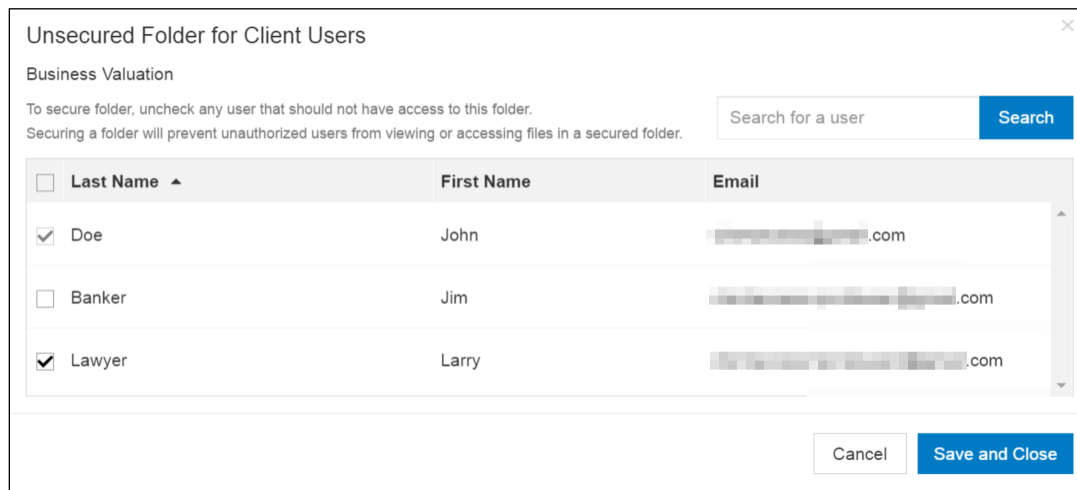 Unsecured Folder for Client Users
Business Valuation
To secure folder, uncheck any user that should not have access to this folder.
Securing a folder will prevent unauthorized users from viewing or accessing files in a secured folder.
Search for a user Search
Last Name First Name Email
Doe John .com
Banker Jim .com
Lawyer Larry .com
Cancel Save and Close